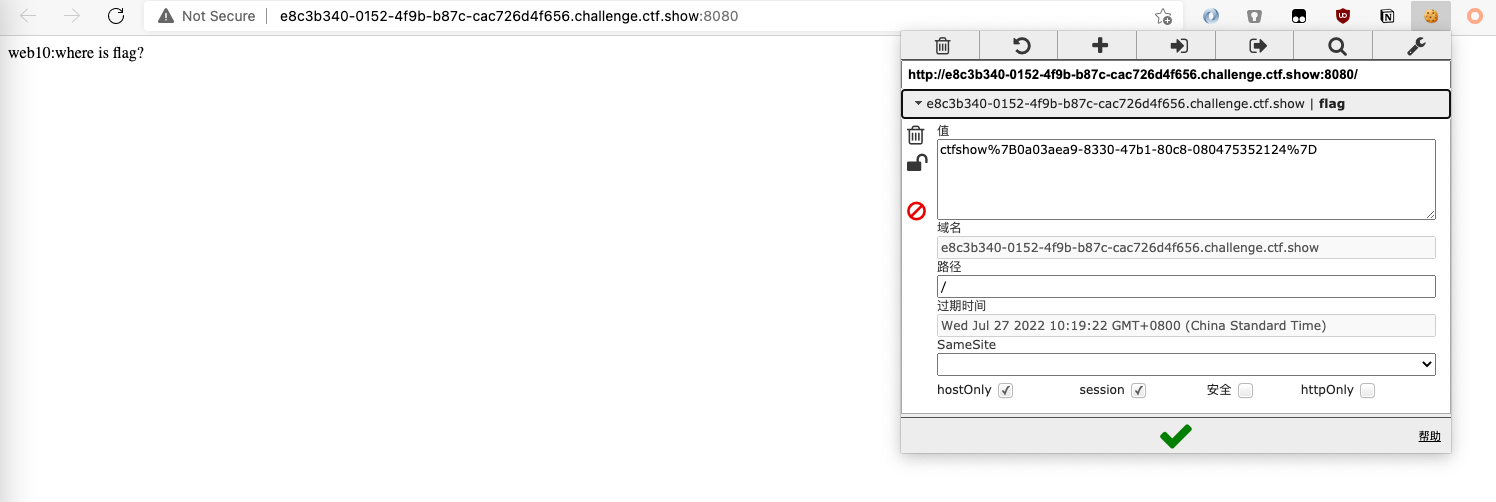 Not Secure
e8c3b340-0152-4f9b-b87c-cac726d4f656.challenge.ctf.show:8080
web10:where is flag?
http://e8c3b340-0152-4f9b-b87c-cac726d4f656.challenge.ctf.show:8080/
e8c3b340-0152-4f9b-b87c-cac726d4f656.challenge.ctf.show | flag
值
ctfshow%7B0a03aea9-8330-47b1-80c8-080475352124%7D
域名
e8c3b340-0152-4f9b-b87c-cac726d4f656.challenge.ctf.show
路径
/
过期时间
Wed Jul 27 2022 10:19:22 GMT+0800 (China Standard Time)
SameSite
hostOnly session 安全 httpOnly
帮助